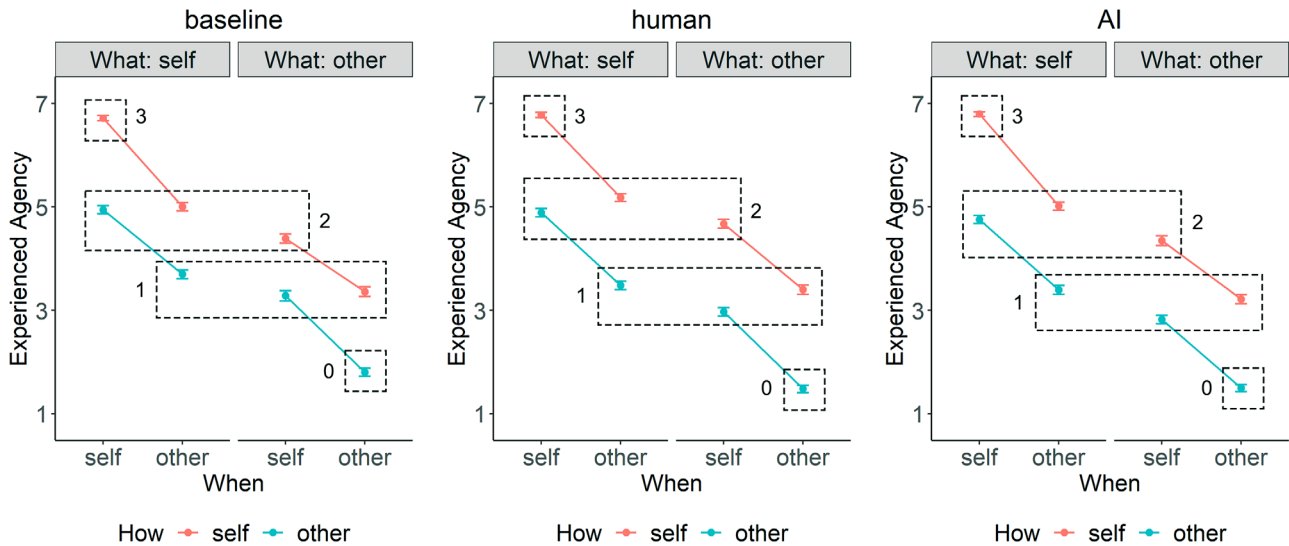 baseline
What: self What: other
Experienced Agency
7
5
3
1
3
2
1
0
self other self other
When
How self other
human
What: self What: other
Experienced Agency
7
5
3
1
3
2
1
0
self other self other
When
How self other
AI
What: self What: other
Experienced Agency
7
5
3
1
3
2
1
0
self other self other
When
How self other